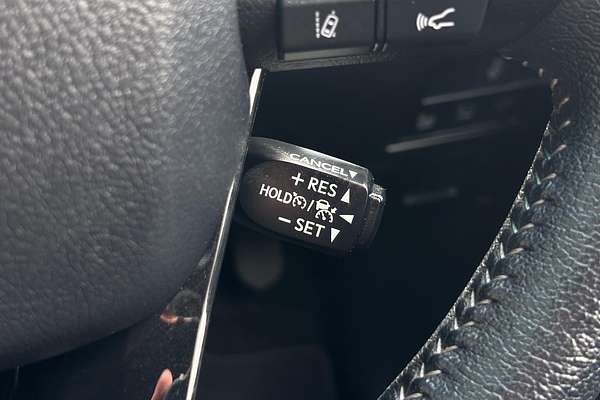 CANCEL
+ RES
HOLD /
- SET